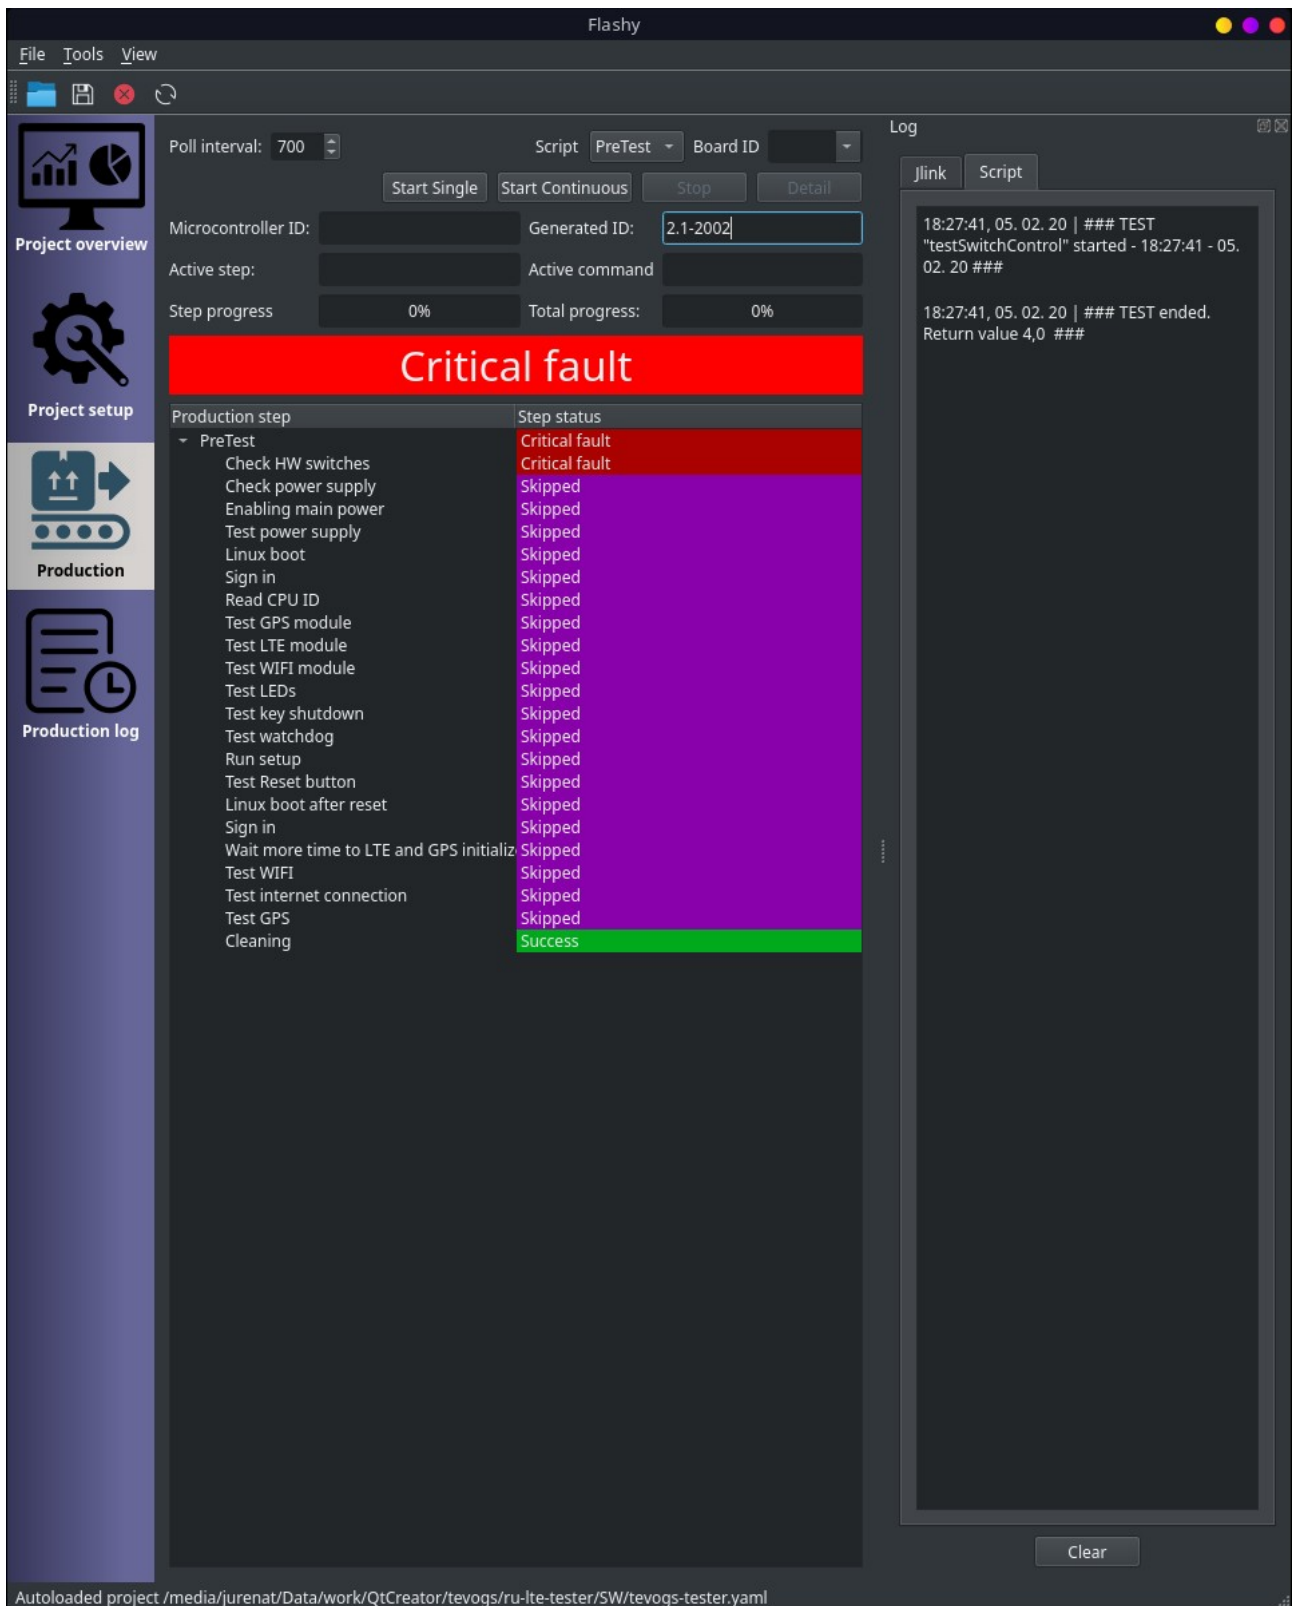 Flashy
File Tools View
Project overview
Project setup
Production
Production log
Poll interval: 700 Script PreTest Board ID
Start Single Start Continuous Stop Detail
Microcontroller ID: Generated ID: 2.1-2002
Active step: Active command
Step progress 0% Total progress: 0%
Critical fault
Production step Step status
PreTest Critical fault
Check HW switches Critical fault
Check power supply Skipped
Enabling main power Skipped
Test power supply Skipped
Linux boot Skipped
Sign in Skipped
Read CPU ID Skipped
Test GPS module Skipped
Test LTE module Skipped
Test WIFI module Skipped
Test LEDs Skipped
Test key shutdown Skipped
Test watchdog Skipped
Run setup Skipped
Test Reset button Skipped
Linux boot after reset Skipped
Sign in Skipped
Wait more time to LTE and GPS initializ Skipped
Test WIFI Skipped
Test internet connection Skipped
Test GPS Skipped
Cleaning Success
Log
Jlink Script
18:27:41, 05. 02. 20 | ### TEST
"testSwitchControl" started - 18:27:41 - 05.
02. 20 ###
18:27:41, 05. 02. 20 | ### TEST ended.
Return value 4,0 ###
Clear
Autoloaded project /media/jurenat/Data/work/QtCreator/tevogs/ru-lte-tester/SW/tevogs-tester.yaml